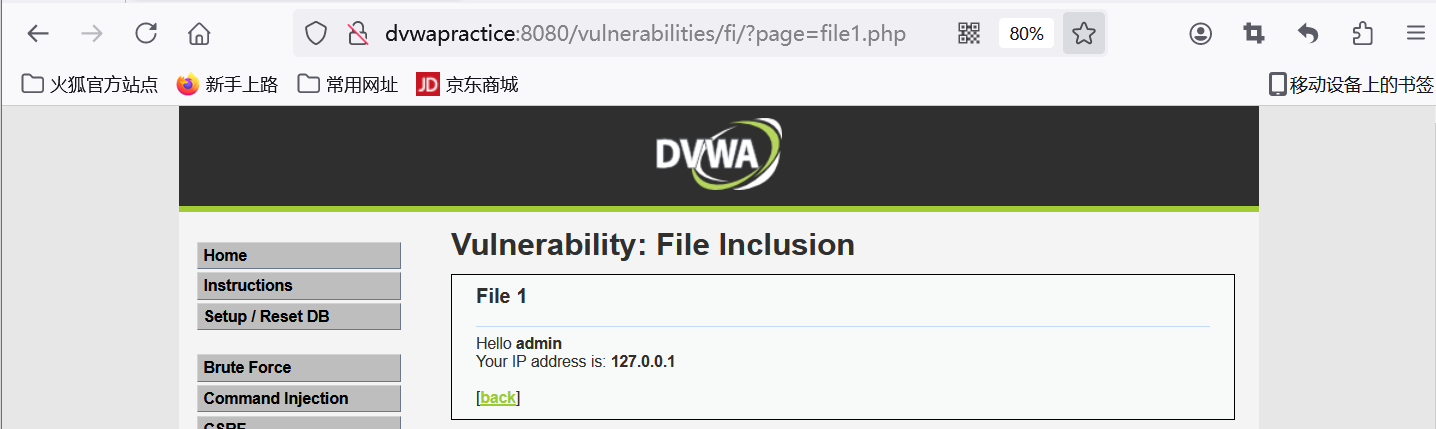 dvwapractice:8080/vulnerabilities/fi/?page=file1.php 80%
火狐官方站点 新手上路 常用网址 JD 京东商城 移动设备上的书签
DVWA
Vulnerability: File Inclusion
Home
Instructions
Setup / Reset DB
Brute Force
Command Injection
CSRF
File 1
Hello admin
Your IP address is: 127.0.0.1
[back]